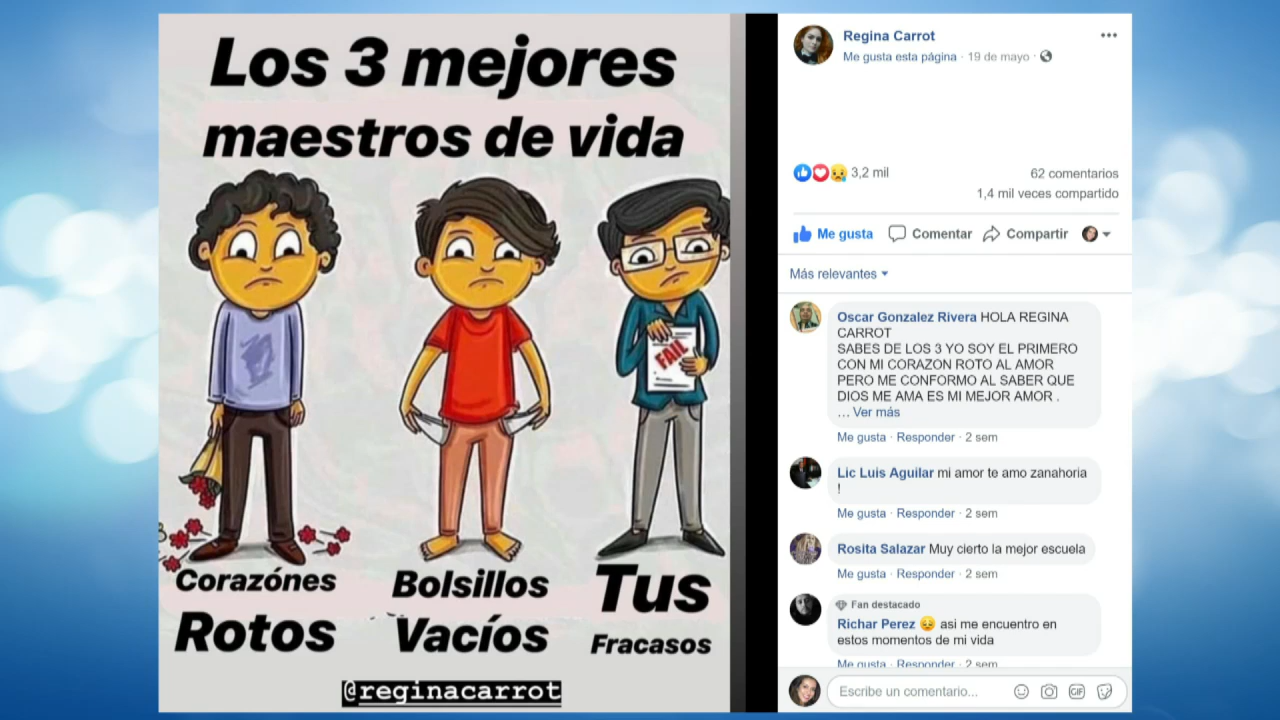 Los 3 mejores
maestros de vida
FAIL
Corazónes
Rotos
Bolsillos
Vacíos
Tus
Fracasos
@reginacarrot
Regina Carrot
Me gusta esta página · 19 de mayo ·
3,2 mil
62 comentarios
1,4 mil veces compartido
Me gusta
Comentar
Compartir
Más relevantes
Oscar Gonzalez Rivera HOLA REGINA
CARROT
SABES DE LOS 3 YO SOY EL PRIMERO
CON MI CORAZON ROTO AL AMOR
PERO ME CONFORMO AL SABER QUE
DIOS ME AMA ES MI MEJOR AMOR .
… Ver más
Me gusta · Responder · 2 sem
Lic Luis Aguilar mi amor te amo zanahoria
!
Me gusta · Responder · 2 sem
Rosita Salazar Muy cierto la mejor escuela
Me gusta · Responder · 2 sem
Fan destacado
Richar Perez 😔 asi me encuentro en
estos momentos de mi vida
Me gusta · Responder · 2 sem
Escribe un comentario...
GIF